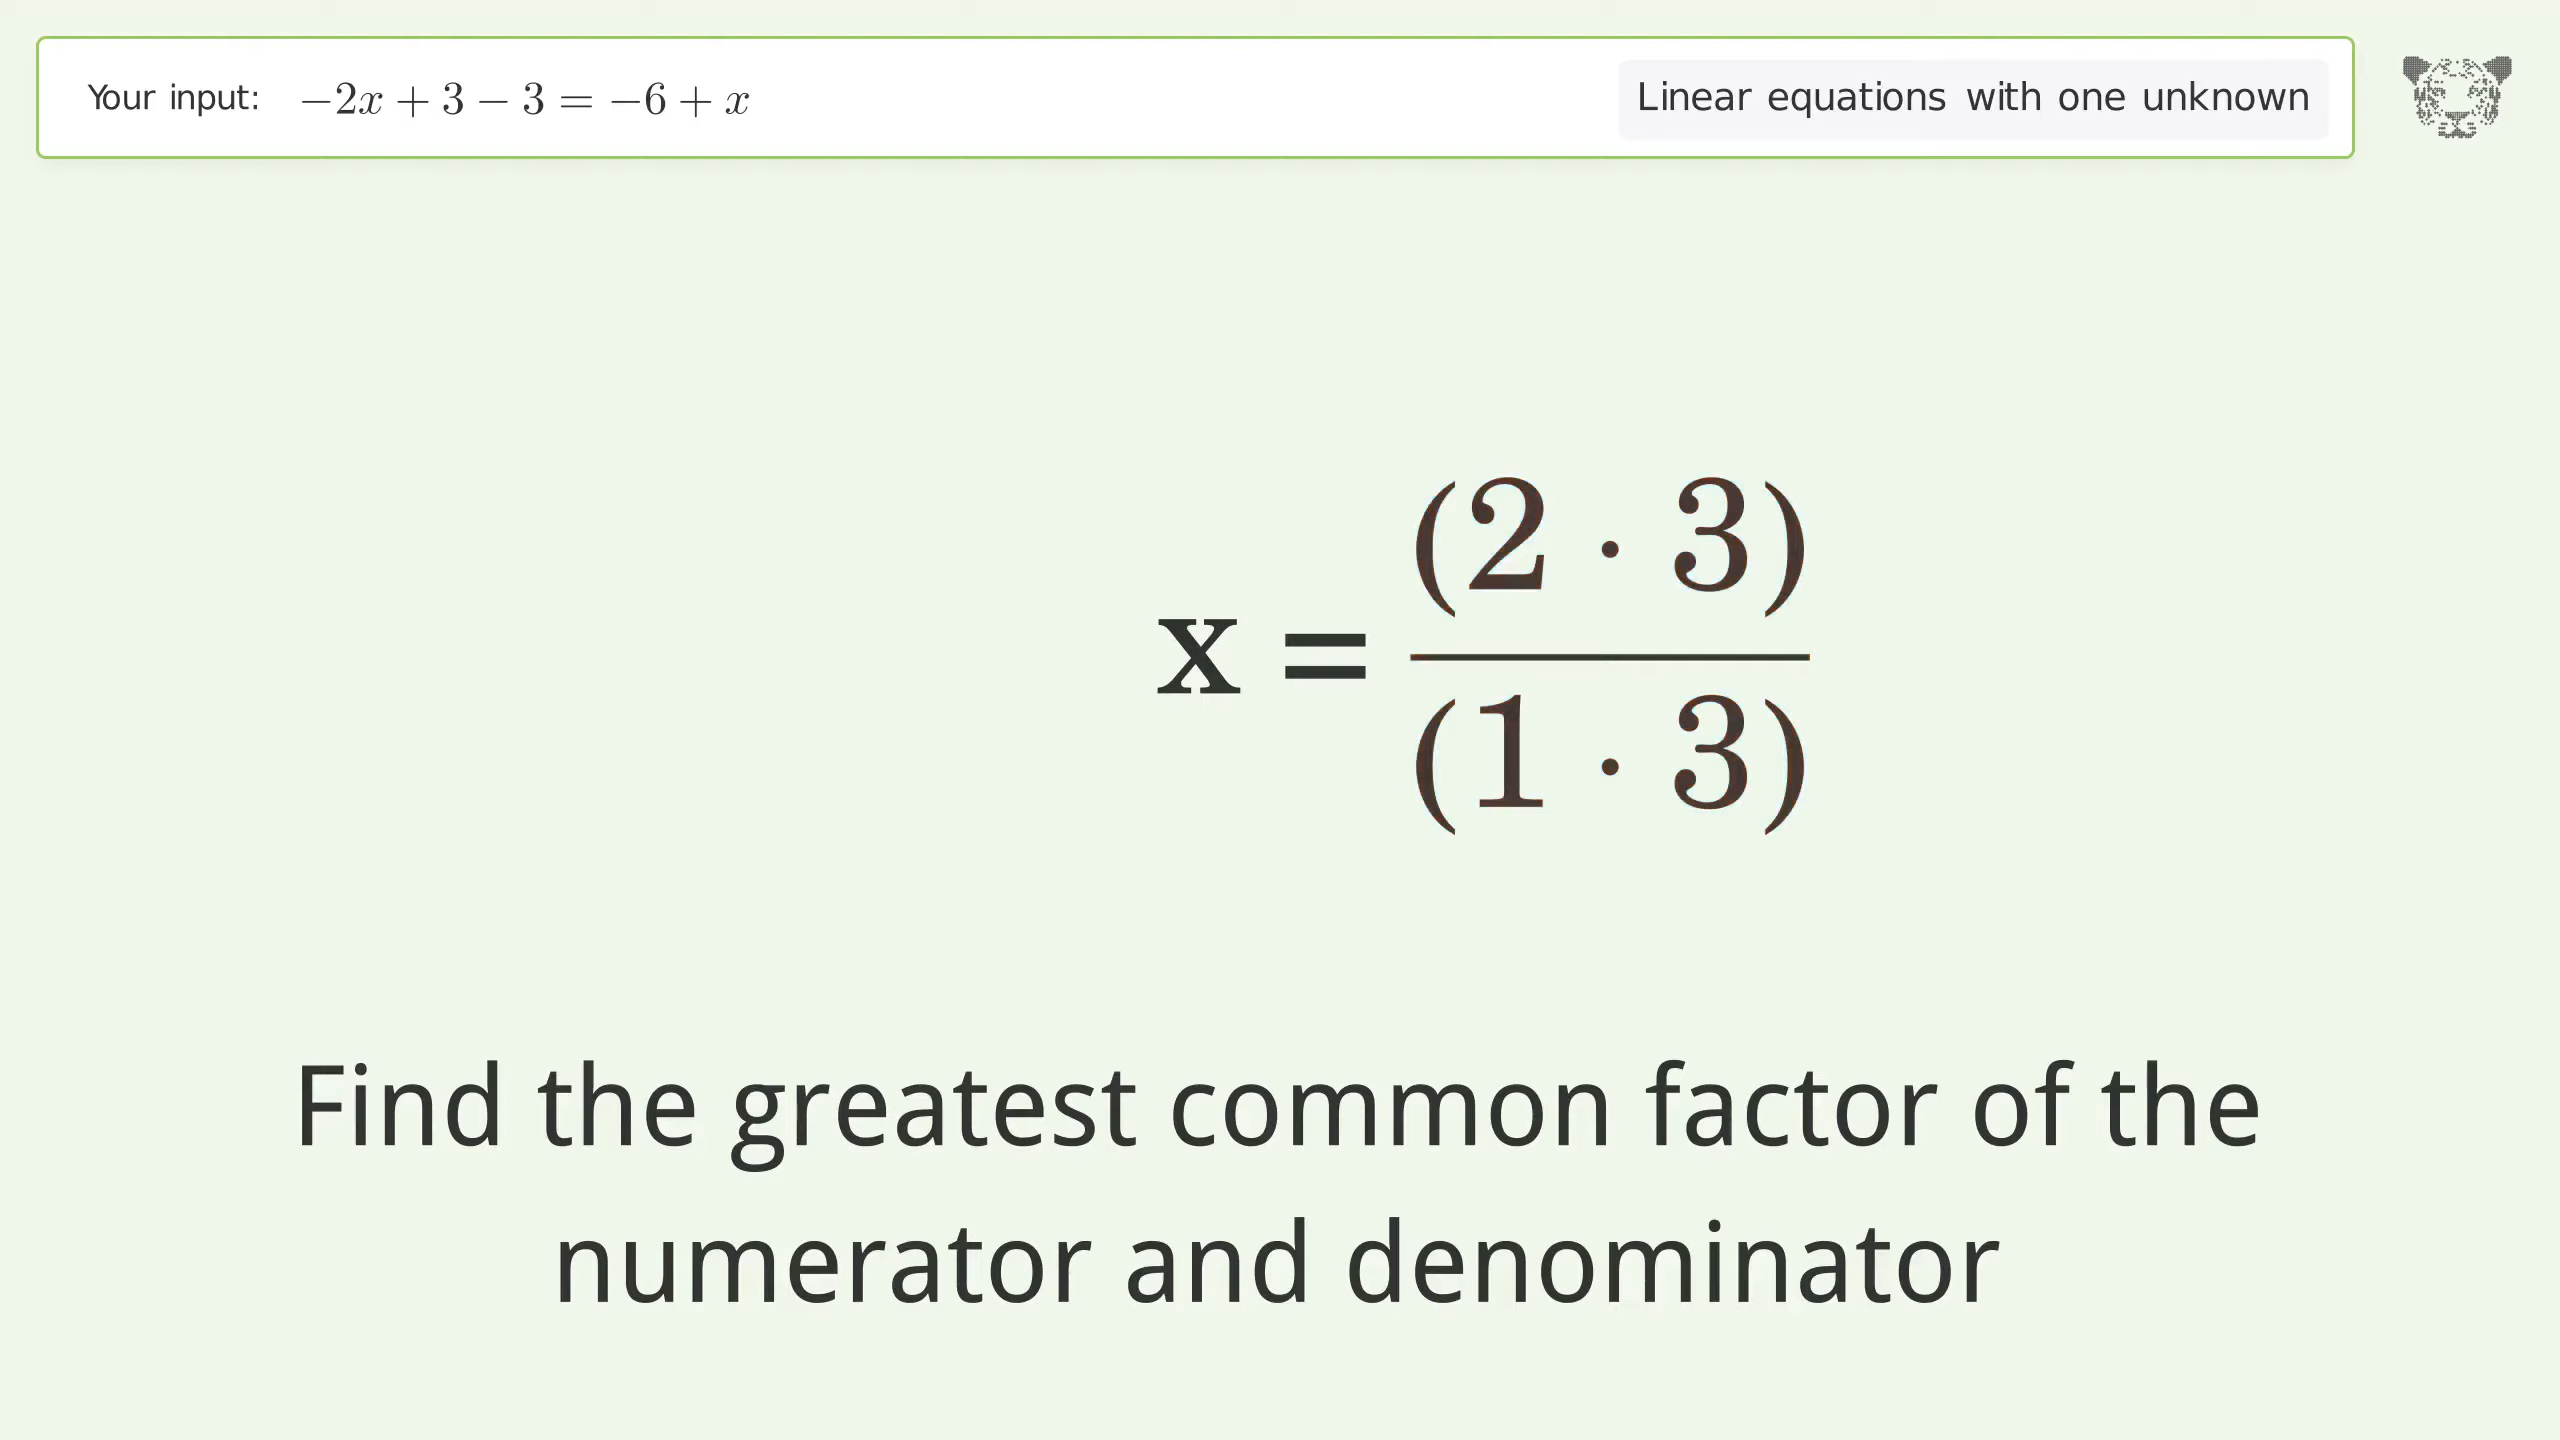 Your input: −2x + 3 − 3 = −6 + x
Linear equations with one unknown
x = (2 · 3) / (1 · 3)
Find the greatest common factor of the
numerator and denominator